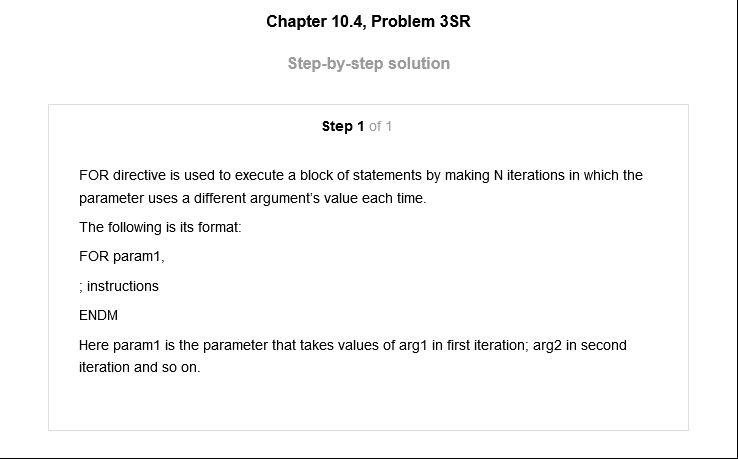 Chapter 10.4, Problem 3SR
Step-by-step solution
Step 1 of 1
FOR directive is used to execute a block of statements by making N iterations in which the
parameter uses a different argument's value each time.
The following is its format:
FOR param1,
; instructions
ENDM
Here param1 is the parameter that takes values of arg1 in first iteration; arg2 in second
iteration and so on.